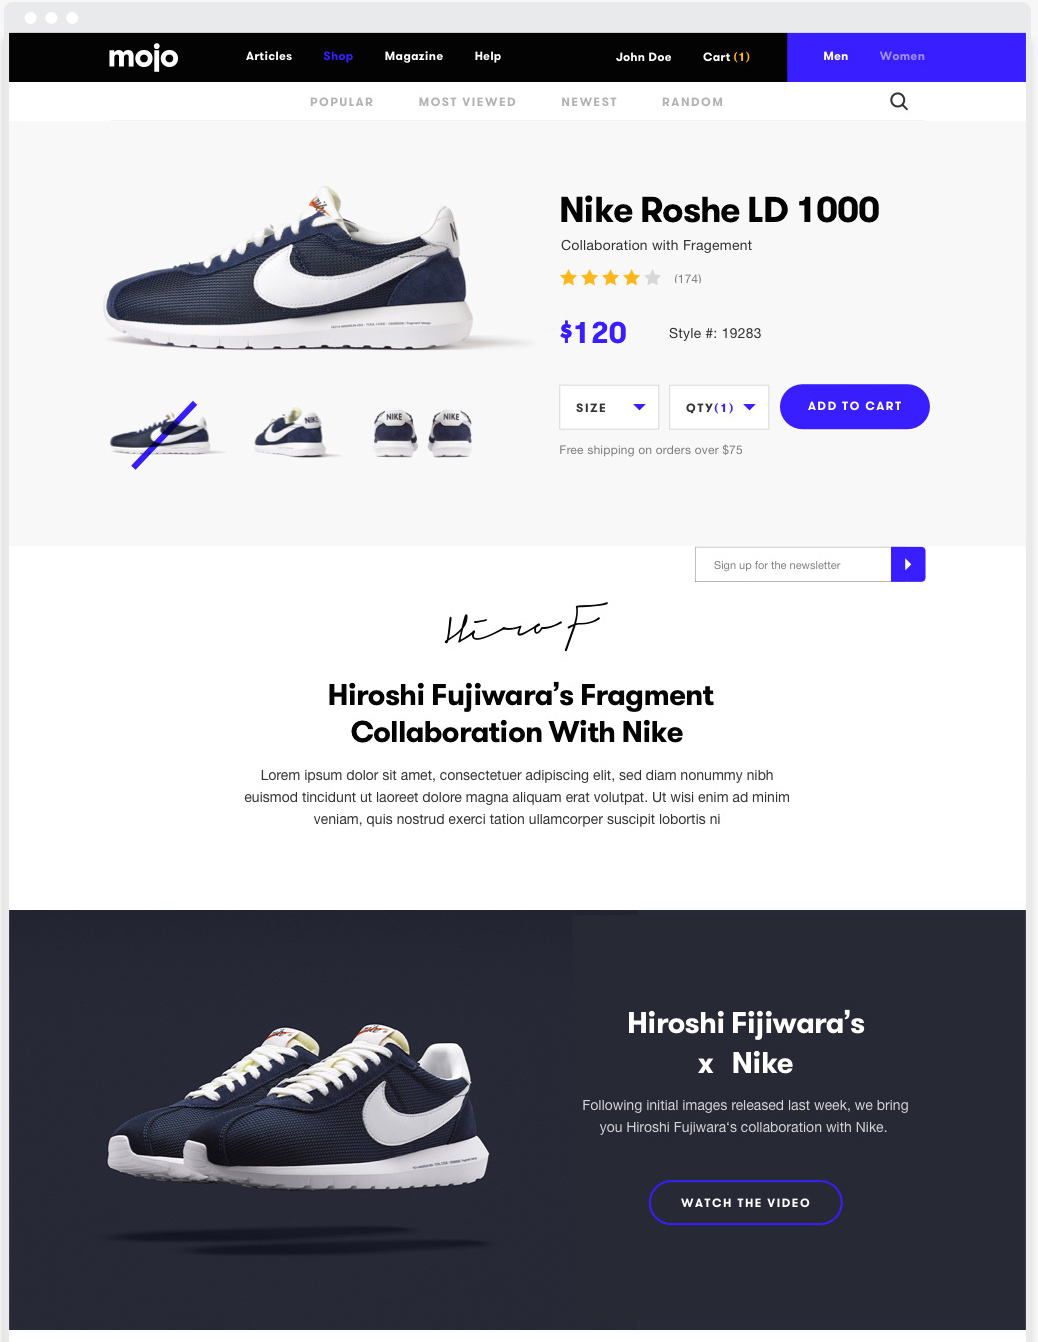 mojo
Articles Shop Magazine Help John Doe Cart (1) Men Women
POPULAR MOST VIEWED NEWEST RANDOM
Nike Roshe LD 1000
Collaboration with Fragement
(174)
$120 Style #: 19283
SIZE QTY(1) ADD TO CART
Free shipping on orders over $75
NIKE NIKE NIKE
Sign up for the newsletter
Hiro F
Hiroshi Fujiwara’s Fragment
Collaboration With Nike
Lorem ipsum dolor sit amet, consectetuer adipiscing elit, sed diam nonummy nibh
euismod tincidunt ut laoreet dolore magna aliquam erat volutpat. Ut wisi enim ad minim
veniam, quis nostrud exerci tation ullamcorper suscipit lobortis ni
Hiroshi Fijiwara’s
x Nike
Following initial images released last week, we bring
you Hiroshi Fujiwara's collaboration with Nike.
WATCH THE VIDEO